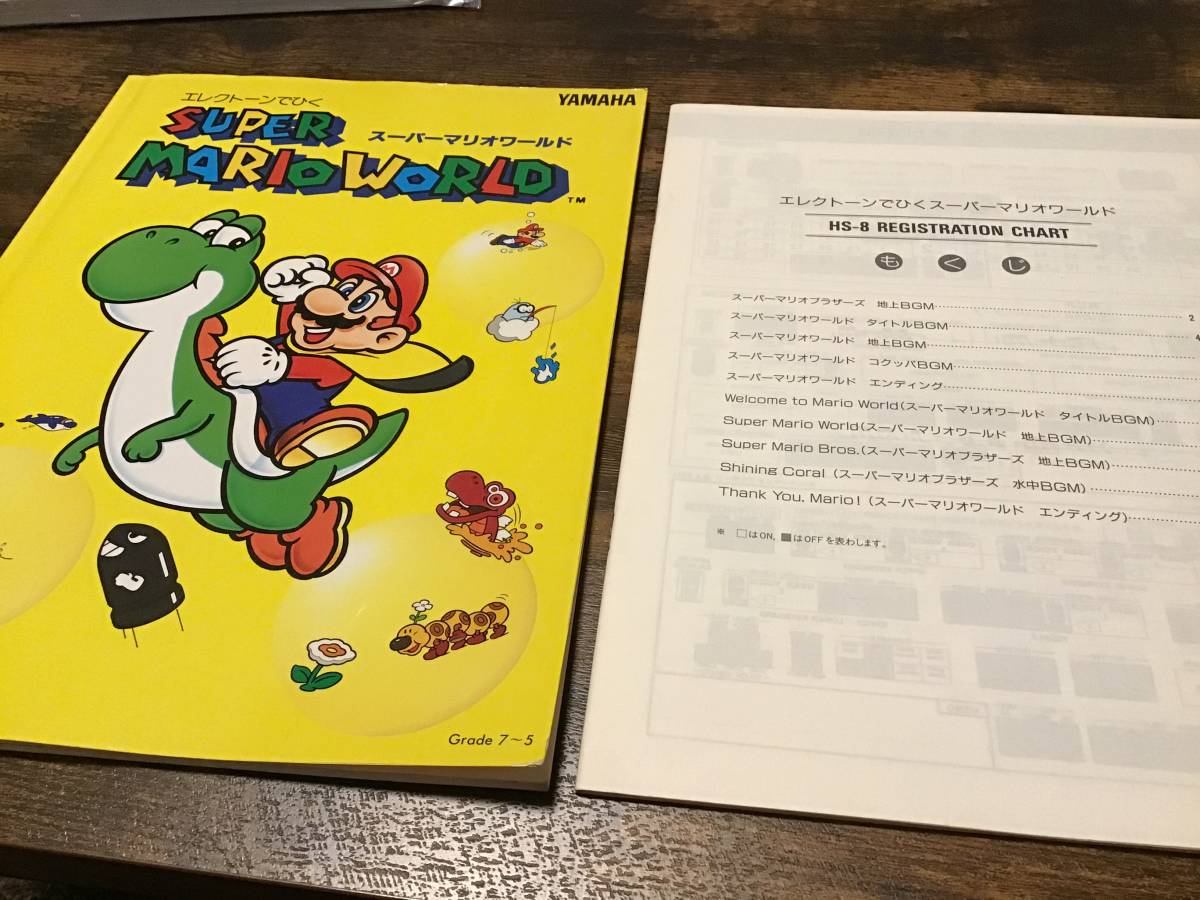 エレクトーンでひく
YAMAHA
SUPER
スーパーマリオワールド
MARIO WORLD™
M
Grade 7〜5
エレクトーンでひくスーパーマリオワールド
HS-8 REGISTRATION CHART
もくじ
スーパーマリオブラザーズ 地上BGM……………………2
スーパーマリオワールド タイトルBGM……………………4
スーパーマリオワールド 地上BGM……………………
スーパーマリオワールド コクッパBGM……………………
スーパーマリオワールド エンディング……………………
Welcome to Mario World(スーパーマリオワールド タイトルBGM)……
Super Mario World(スーパーマリオワールド 地上BGM)……………
Super Mario Bros.(スーパーマリオブラザーズ 地上BGM)……………
Shining Coral (スーパーマリオブラザーズ 水中BGM)……………
Thank You, Mario! (スーパーマリオワールド エンディング)……………
※ □はON, ■はOFFを表わします。